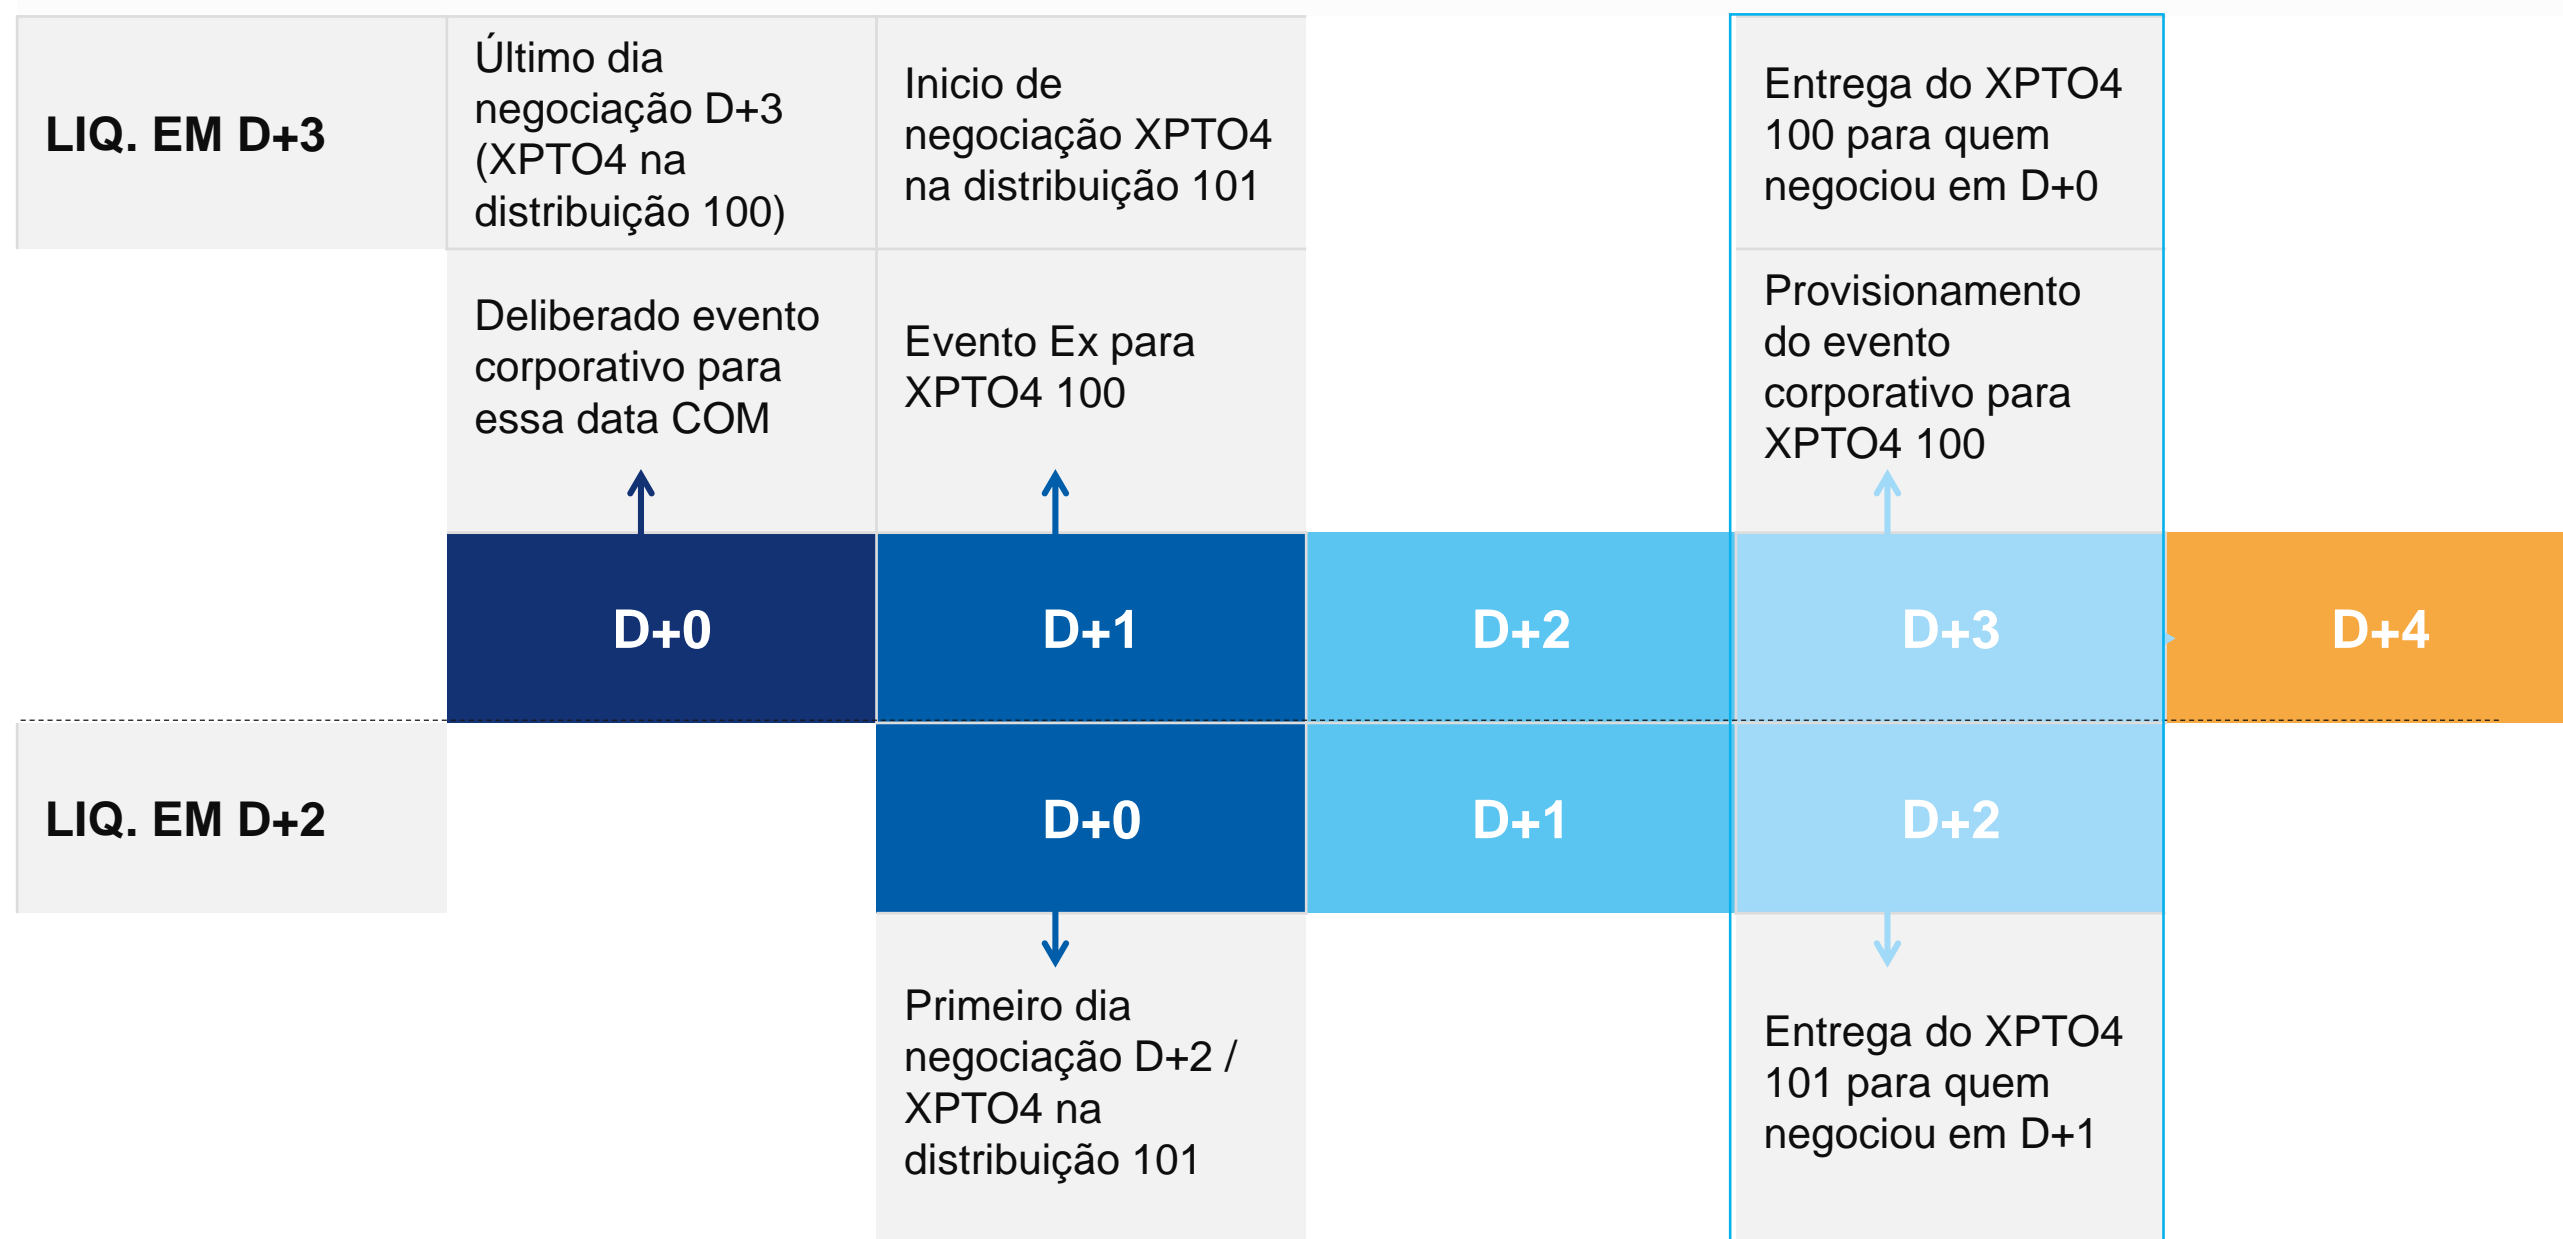 LIQ. EM D+3
Último dia
negociação D+3
(XPTO4 na
distribuição 100)
Inicio de
negociação XPTO4
na distribuição 101
Entrega do XPTO4
100 para quem
negociou em D+0
Deliberado evento
corporativo para
essa data COM
Evento Ex para
XPTO4 100
Provisionamento
do evento
corporativo para
XPTO4 100
D+0
D+1
D+2
D+3
D+4
LIQ. EM D+2
D+0
D+1
D+2
Primeiro dia
negociação D+2 /
XPTO4 na
distribuição 101
Entrega do XPTO4
101 para quem
negociou em D+1